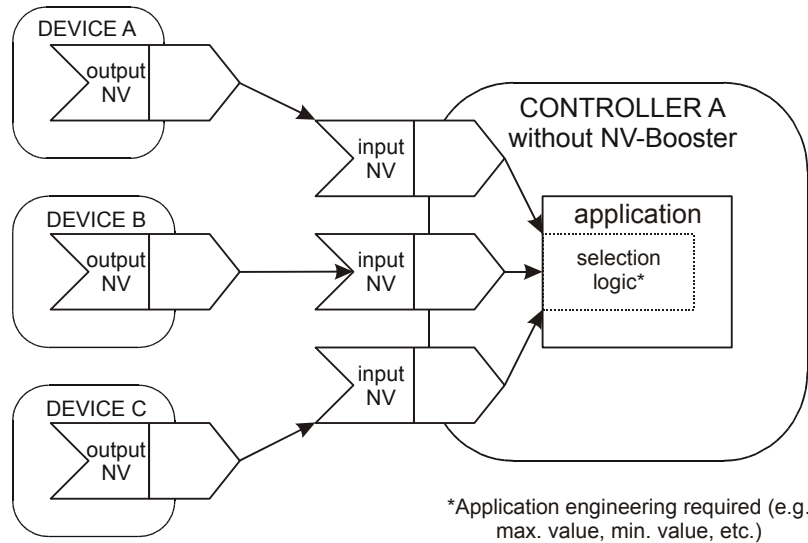 DEVICE A
output
NV
input
NV
CONTROLLER A
without NV-Booster
application
selection
logic*
DEVICE B
output
NV
input
NV
DEVICE C
output
NV
input
NV
*Application engineering required (e.g.
max. value, min. value, etc.)